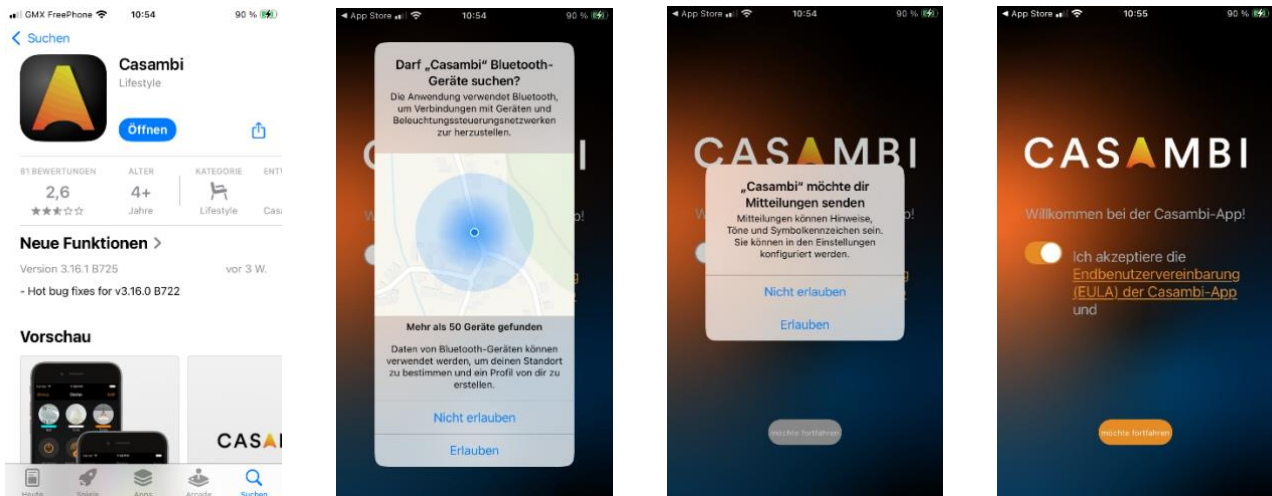 GMX FreePhone 10:54 90 %
Suchen
Casambi
Lifestyle
Öffnen
81 BEWERTUNGEN ALTER KATEGORIE
2,6 4+
Jahre Lifestyle
Neue Funktionen >
Version 3.16.1 B725 vor 3 W.
- Hot bug fixes for v3.16.0 B722
Vorschau
CASA
Heute Spiele Apps Arcade Suchen
App Store 10:54 90 %
Darf „Casambi“ Bluetooth-
Geräte suchen?
Die Anwendung verwendet Bluetooth,
um Verbindungen mit Geräten und
Beleuchtungssteuerungsnetzwerken
zur herzustellen.
Mehr als 50 Geräte gefunden
Daten von Bluetooth-Geräten können
verwendet werden, um deinen Standort
zu bestimmen und ein Profil von dir zu
erstellen.
Nicht erlauben
Erlauben
App Store 10:54 90 %
CASAMBI
„Casambi“ möchte dir
Mitteilungen senden
Mitteilungen können Hinweise,
Töne und Symbolkennzeichen sein.
Sie können in den Einstellungen
konfiguriert werden.
Nicht erlauben
Erlauben
möchte fortfahren
App Store 10:55 90 %
CASAMBI
Willkommen bei der Casambi-App!
Ich akzeptiere die
Endbenutzervereinbarung
(EULA) der Casambi-App
und
möchte fortfahren